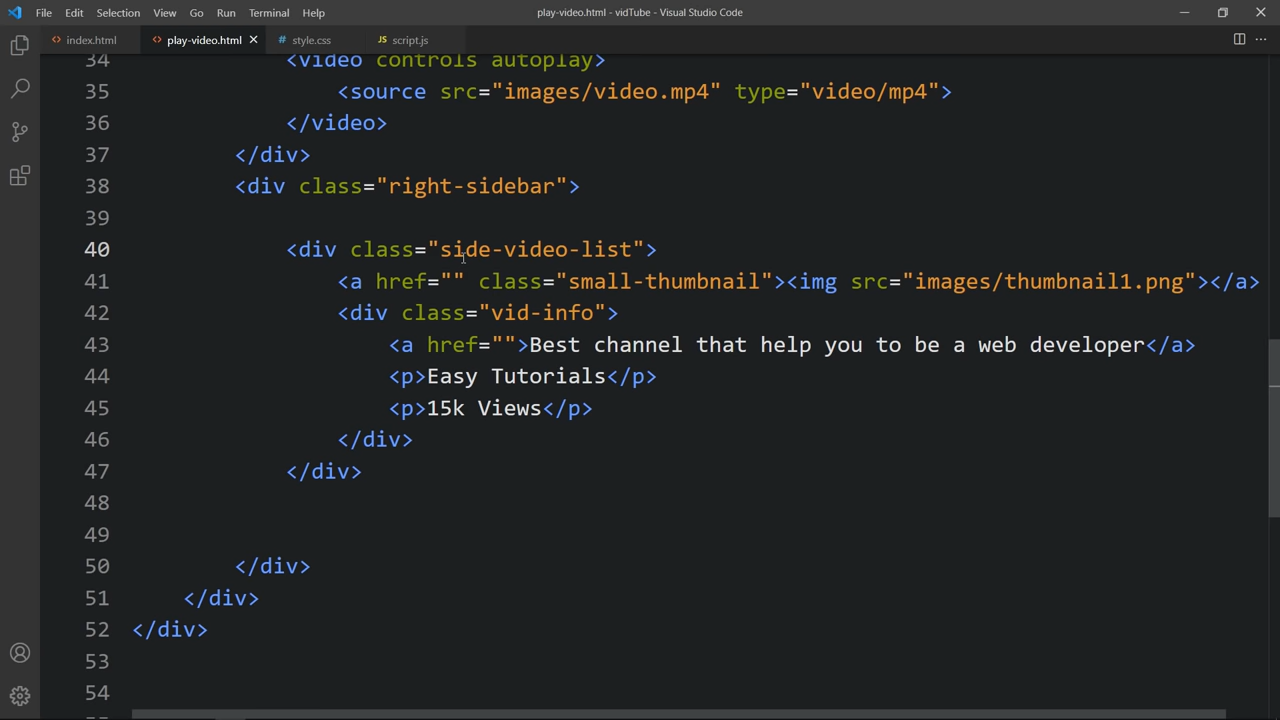 File Edit Selection View Go Run Terminal Help play-video.html - vidTube - Visual Studio Code
index.html play-video.html style.css JS script.js
34 <video controls autoplay>
35 <source src="images/video.mp4" type="video/mp4">
36 </video>
37 </div>
38 <div class="right-sidebar">
39
40 <div class="side-video-list">
41 <a href="" class="small-thumbnail"><img src="images/thumbnail1.png"></a>
42 <div class="vid-info">
43 <a href="">Best channel that help you to be a web developer</a>
44 <p>Easy Tutorials</p>
45 <p>15k Views</p>
46 </div>
47 </div>
48
49
50 </div>
51 </div>
52 </div>
53
54